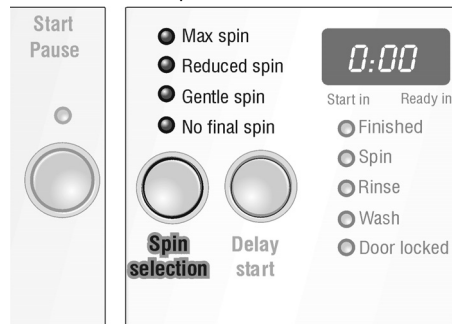 Start
Pause
Max spin
Reduced spin
Gentle spin
No final spin
Spin
selection
Delay
start
0:00
Start in
Ready in
Finished
Spin
Rinse
Wash
Door locked